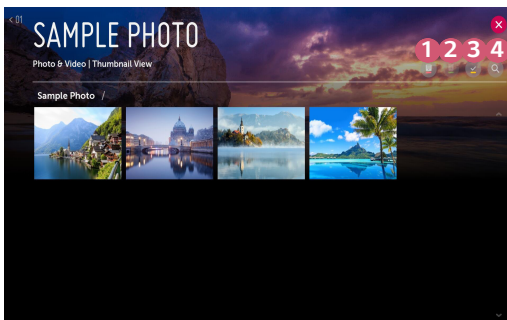 < 01
SAMPLE PHOTO
1 2 3 4
Photo & Video | Thumbnail View
Sample Photo /